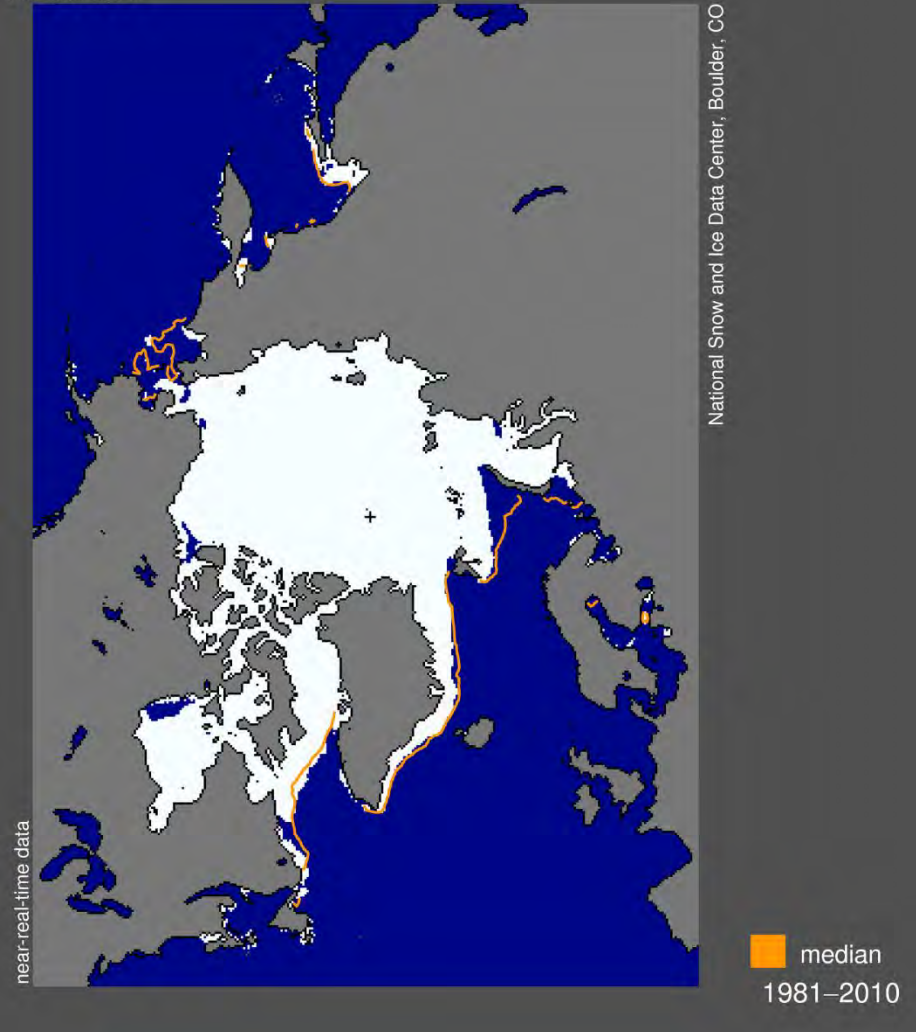 National Snow and Ice Data Center, Boulder, CO
near-real-time data
median
1981–2010